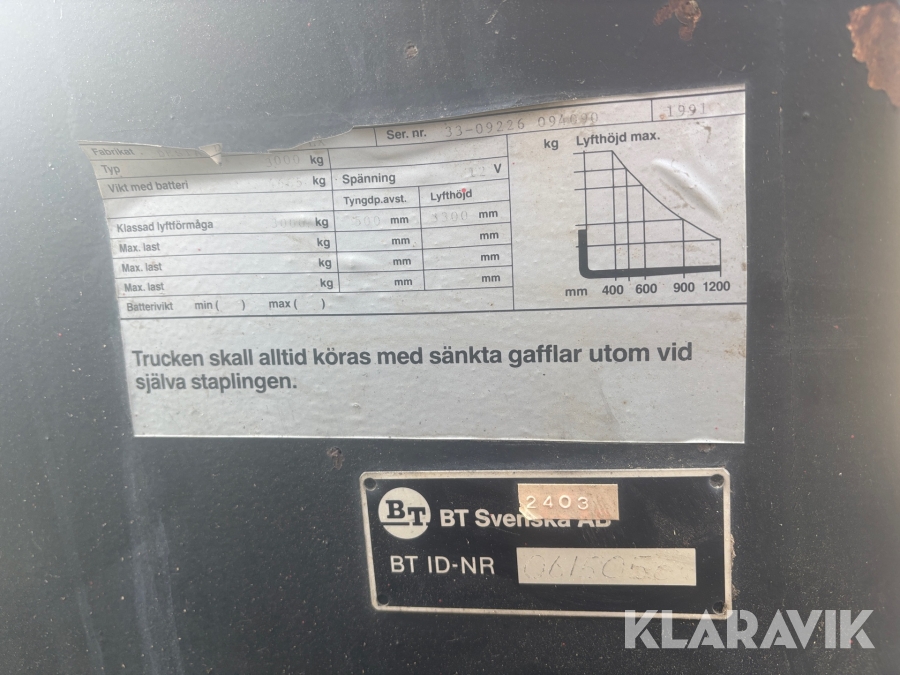 Fabrikat
Ser. nr. 33-09226 1991
Typ 3000 kg
Vikt med batteri kg Spänning 12 V
Tyngdp.avst. Lyfthöjd
Klassad lyftförmåga kg mm 3300 mm
Max. last kg mm mm
Max. last kg mm mm
Max. last kg mm mm
Batterivikt min ( ) max ( )
kg Lyfthöjd max.
mm 400 600 900 1200
Trucken skall alltid köras med sänkta gafflar utom vid
själva staplingen.
2403
BT BT Svenska AB
BT ID-NR
KLARAVIK